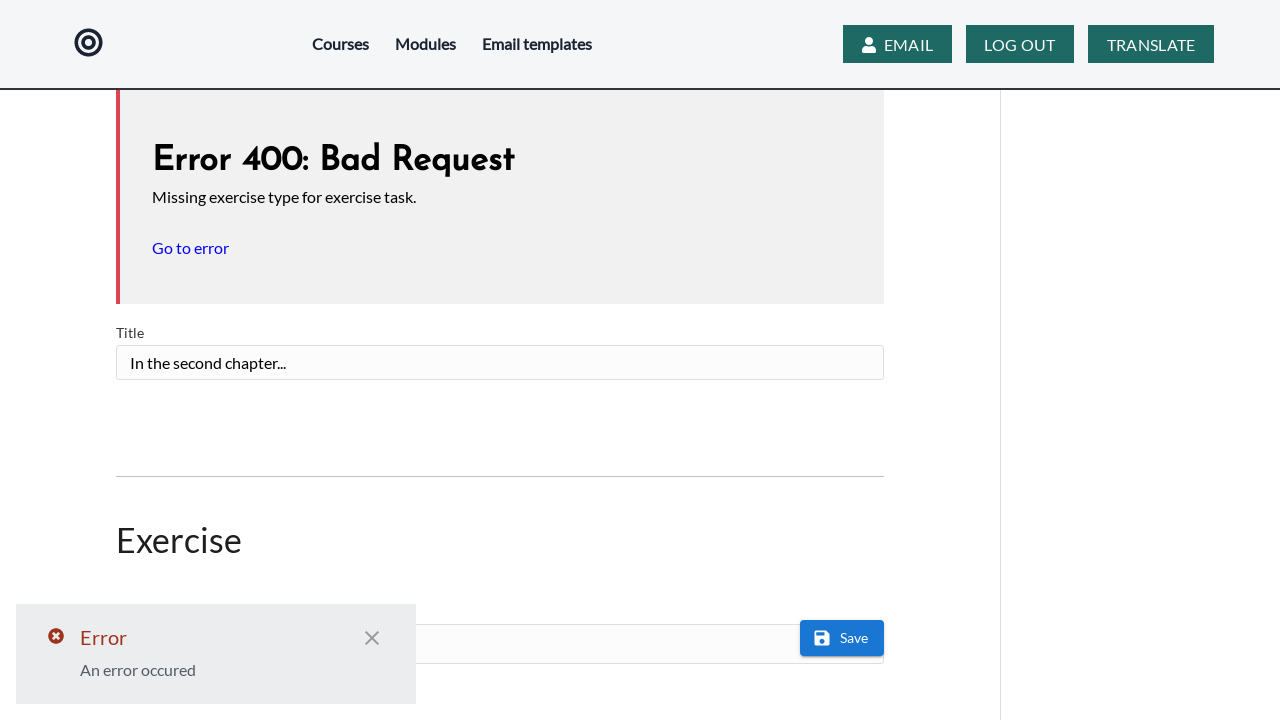 Courses
Modules
Email templates
EMAIL
LOG OUT
TRANSLATE
Error 400: Bad Request
Missing exercise type for exercise task.
Go to error
Title
In the second chapter...
Exercise
Error
An error occured
Save